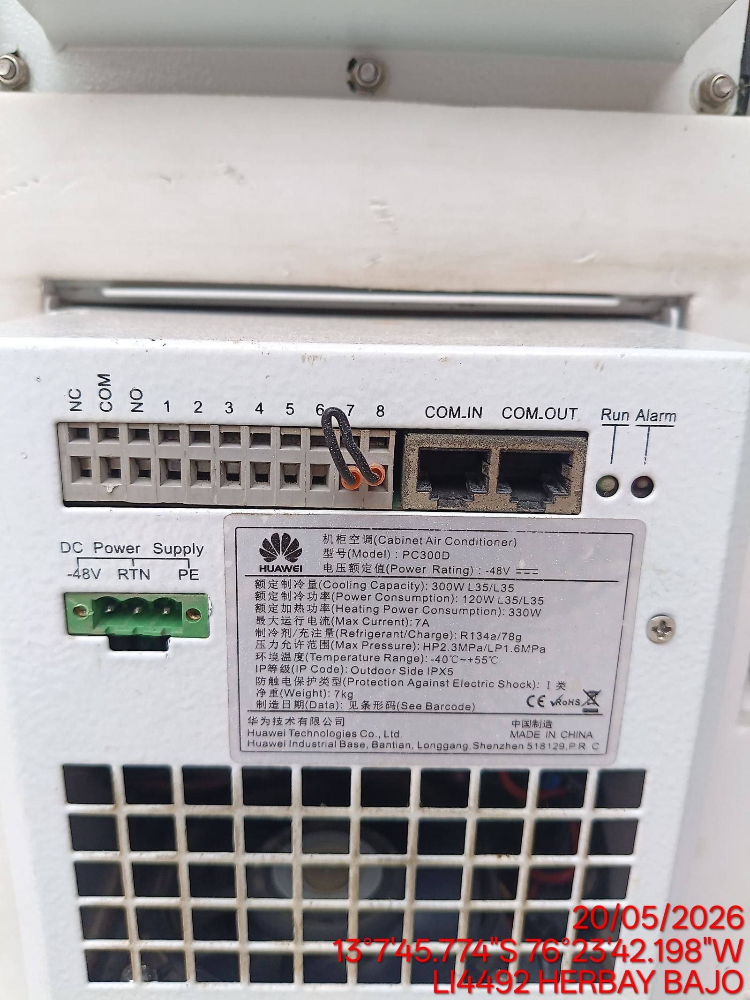 NC COM NO 1 2 3 4 5 6 7 8 COM-IN COM-OUT Run Alarm
DC Power Supply
-48V RTN PE
HUAWEI
机柜空调(Cabinet Air Conditioner)
型号(Model) : PC300D
电压额定值(Power Rating) : -48V
额定制冷量(Cooling Capacity): 300W L35/L35
额定制冷功率(Power Consumption): 120W L35/L35
额定加热功率(Heating Power Consumption): 330W
最大运行电流(Max Current): 7A
制冷剂/充注量(Refrigerant/Charge): R134a/78g
压力允许范围(Max Pressure): HP2.3MPa/LP1.6MPa
环境温度(Temperature Range): -40℃~+55℃
IP等级(IP Code): Outdoor Side IPX5
防触电保护类型(Protection Against Electric Shock): I 类
净重(Weight): 7kg
制造日期(Data): 见条形码(See Barcode)
CE RoHS
华为技术有限公司
Huawei Technologies Co., Ltd.
中国制造
MADE IN CHINA
Huawei Industrial Base, Bantian, Longgang, Shenzhen 518129, P.R. C
20/05/2026
13°7'45.774"S 76°23'42.198"W
LI4492 HERBAY BAJO